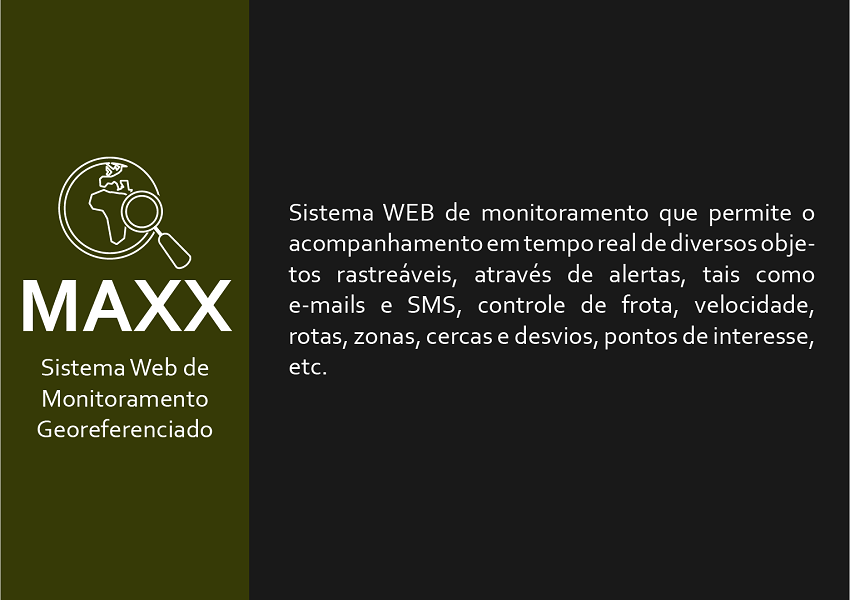 MAXX
Sistema Web de
Monitoramento
Georeferenciado
Sistema WEB de monitoramento que permite o
acompanhamento em tempo real de diversos obje-
tos rastreáveis, através de alertas, tais como
e-mails e SMS, controle de frota, velocidade,
rotas, zonas, cercas e desvios, pontos de interesse,
etc.